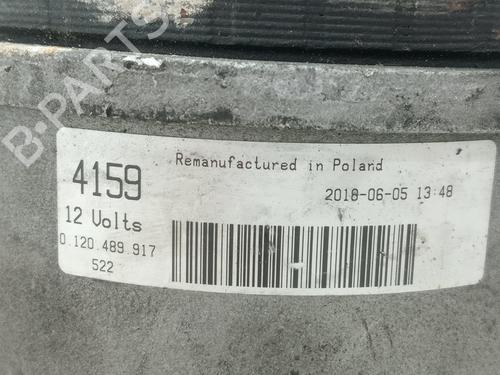 B-PARTS
4159
Remanufactured in Poland
2018-06-05 13:48
12 Volts
0.120.489.917
522